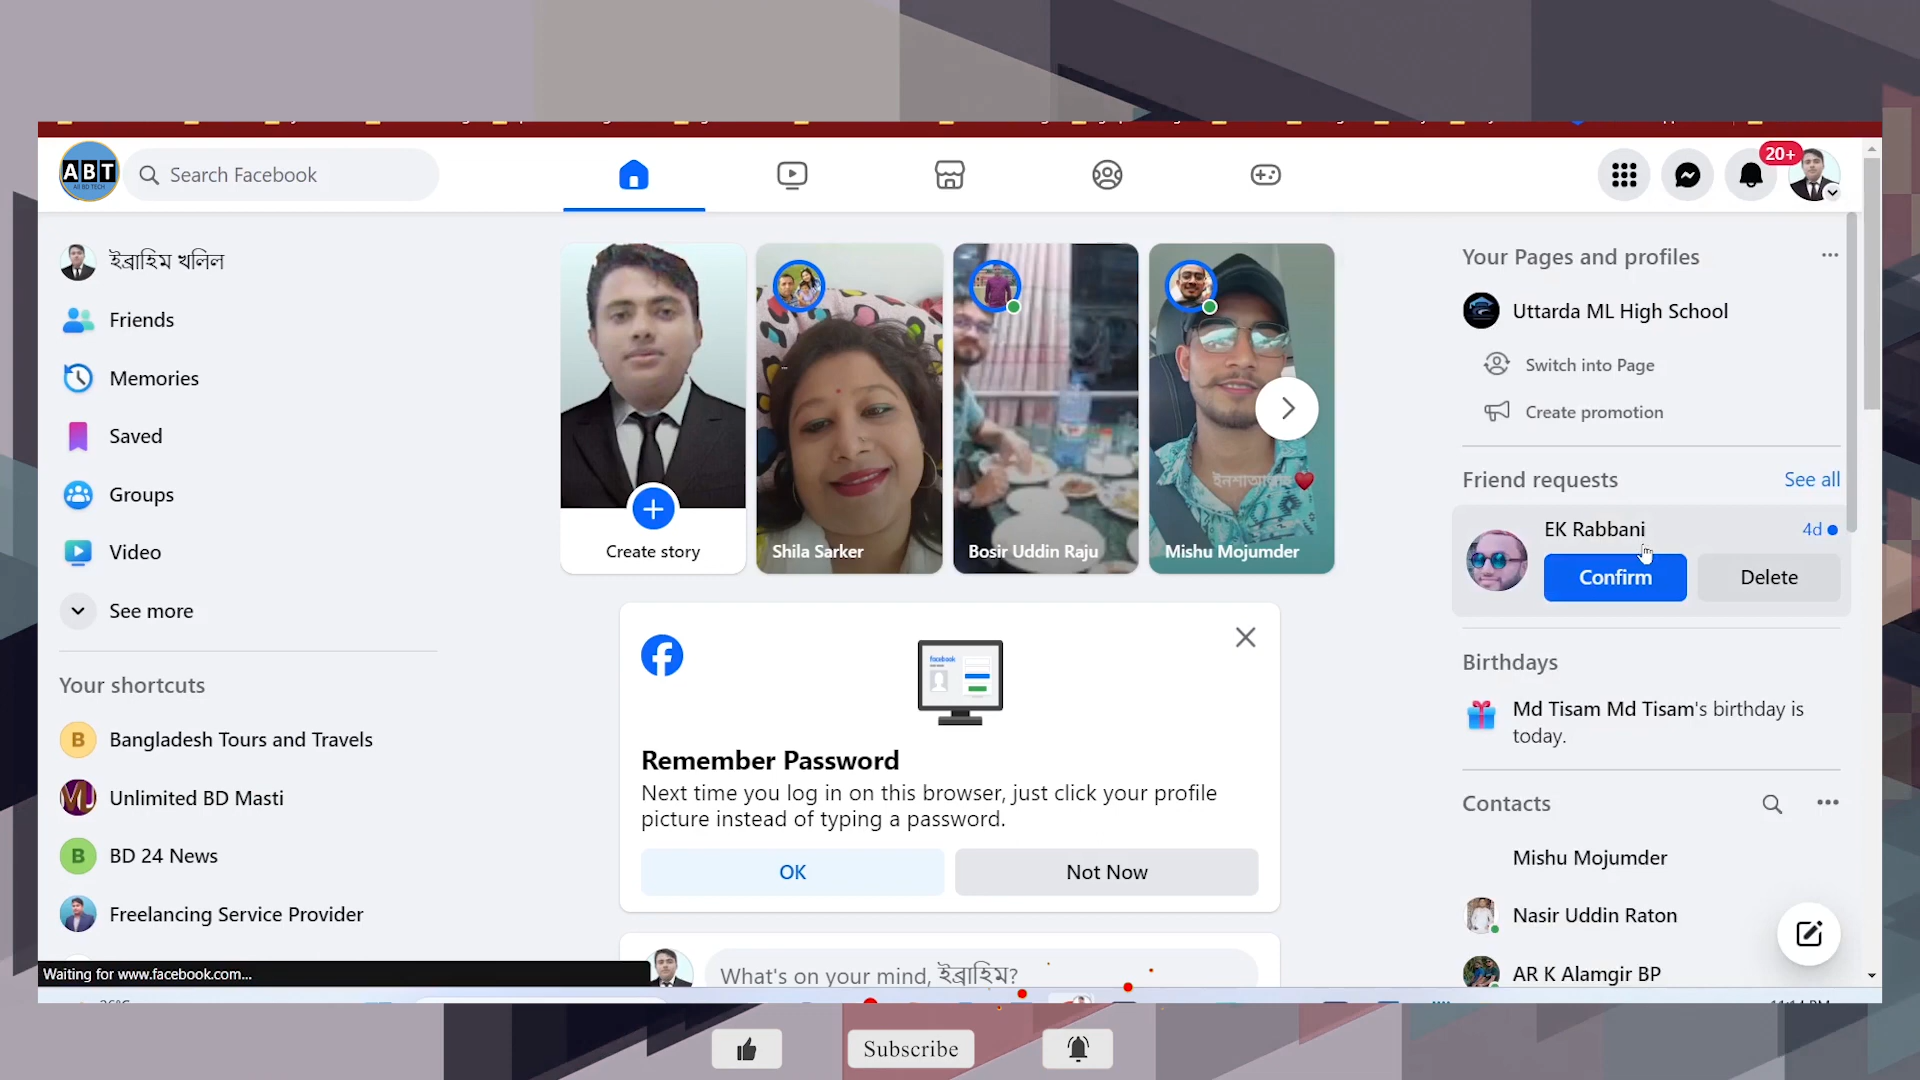 ABT
AR BD TECH
Search Facebook
20+
ইব্রাহিম খলিল
Friends
Memories
Saved
Groups
Video
See more
Your shortcuts
B
Bangladesh Tours and Travels
Unlimited BD Masti
B
BD 24 News
Freelancing Service Provider
Waiting for www.facebook.com...
Create story
Shila Sarker
Bosir Uddin Raju
Mishu Mojumder
facebook
Remember Password
Next time you log in on this browser, just click your profile
picture instead of typing a password.
OK
Not Now
What's on your mind, ইব্রাহিম?
Your Pages and profiles
Uttarda ML High School
Switch into Page
Create promotion
Friend requests
See all
EK Rabbani
4d
Confirm
Delete
Birthdays
Md Tisam Md Tisam's birthday is
today.
Contacts
Mishu Mojumder
Nasir Uddin Raton
AR K Alamgir BP
Subscribe